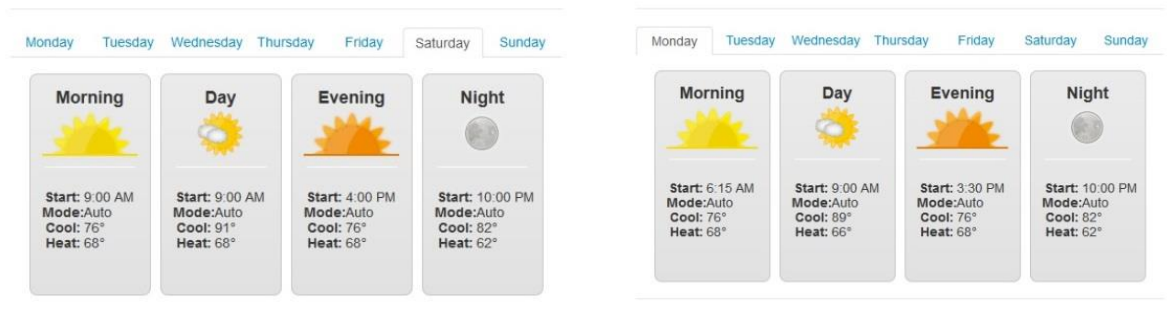 Monday Tuesday Wednesday Thursday Friday Saturday Sunday
Morning Day Evening Night
Start: 9:00 AM Start: 9:00 AM Start: 4:00 PM Start: 10:00 PM
Mode:Auto Mode:Auto Mode:Auto Mode:Auto
Cool: 76° Cool: 91° Cool: 76° Cool: 82°
Heat: 68° Heat: 68° Heat: 68° Heat: 62°
Monday Tuesday Wednesday Thursday Friday Saturday Sunday
Morning Day Evening Night
Start: 6:15 AM Start: 9:00 AM Start: 3:30 PM Start: 10:00 PM
Mode:Auto Mode:Auto Mode:Auto Mode:Auto
Cool: 76° Cool: 89° Cool: 76° Cool: 82°
Heat: 68° Heat: 66° Heat: 68° Heat: 62°